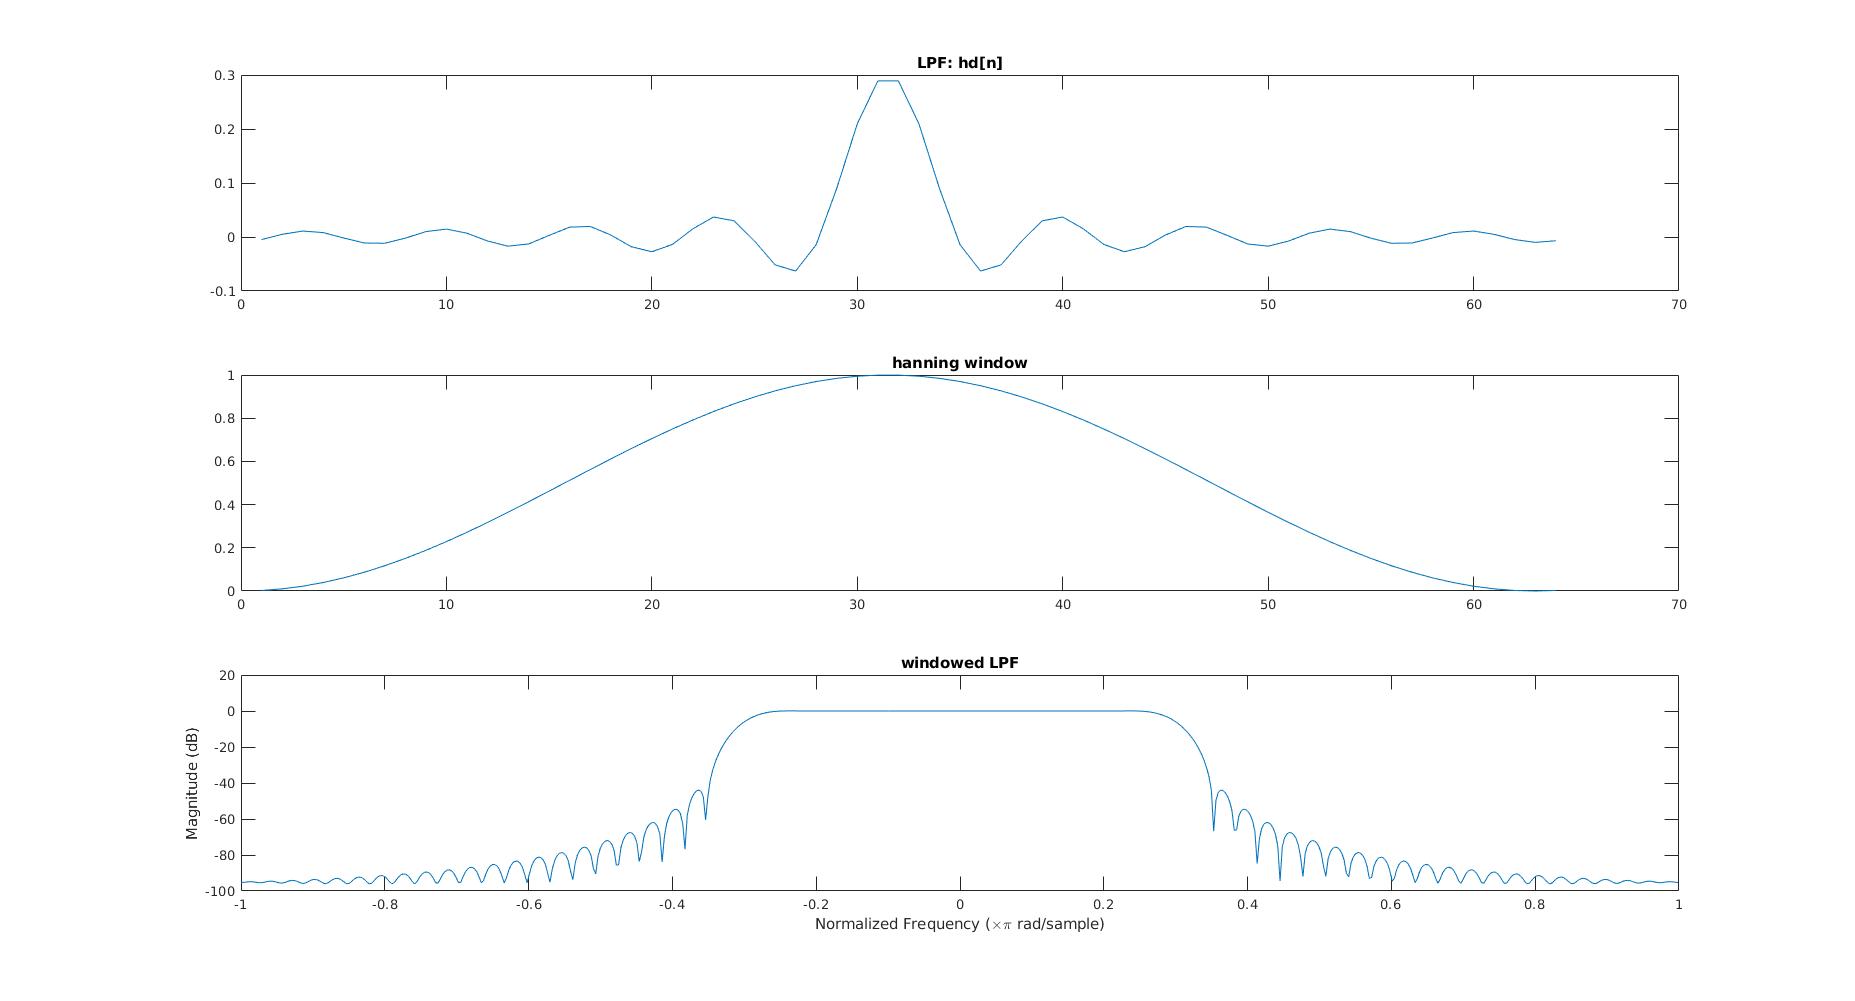 LPF: hd[n]
0.3
0.2
0.1
0
-0.1
0 10 20 30 40 50 60 70
hanning window
1
0.8
0.6
0.4
0.2
0
0 10 20 30 40 50 60 70
windowed LPF
20
0
-20
-40
-60
-80
-100
Magnitude (dB)
-1 -0.8 -0.6 -0.4 -0.2 0 0.2 0.4 0.6 0.8 1
Normalized Frequency (×π rad/sample)